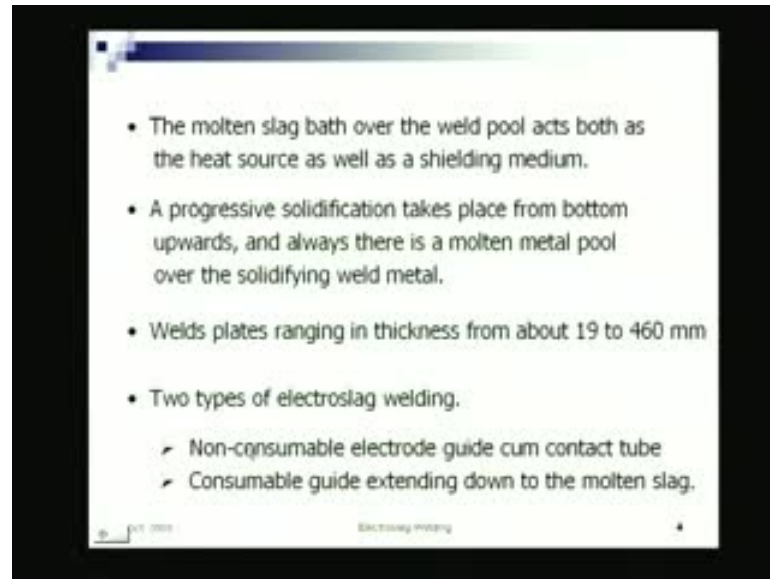 • The molten slag bath over the weld pool acts both as
the heat source as well as a shielding medium.
• A progressive solidification takes place from bottom
upwards, and always there is a molten metal pool
over the solidifying weld metal.
• Welds plates ranging in thickness from about 19 to 460 mm
• Two types of electroslag welding.
➢ Non-consumable electrode guide cum contact tube
➢ Consumable guide extending down to the molten slag.
Electroslag Welding
4